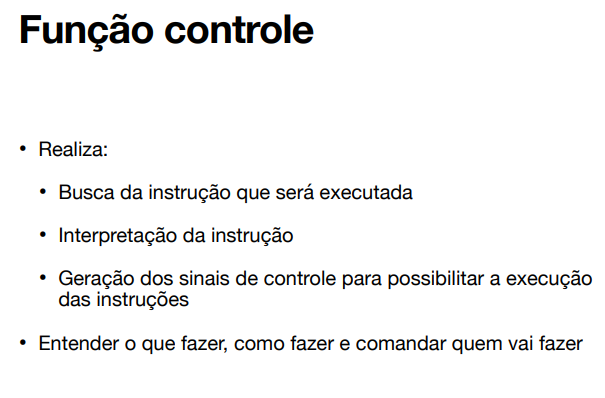 Função controle
• Realiza:
• Busca da instrução que será executada
• Interpretação da instrução
• Geração dos sinais de controle para possibilitar a execução
das instruções
• Entender o que fazer, como fazer e comandar quem vai fazer